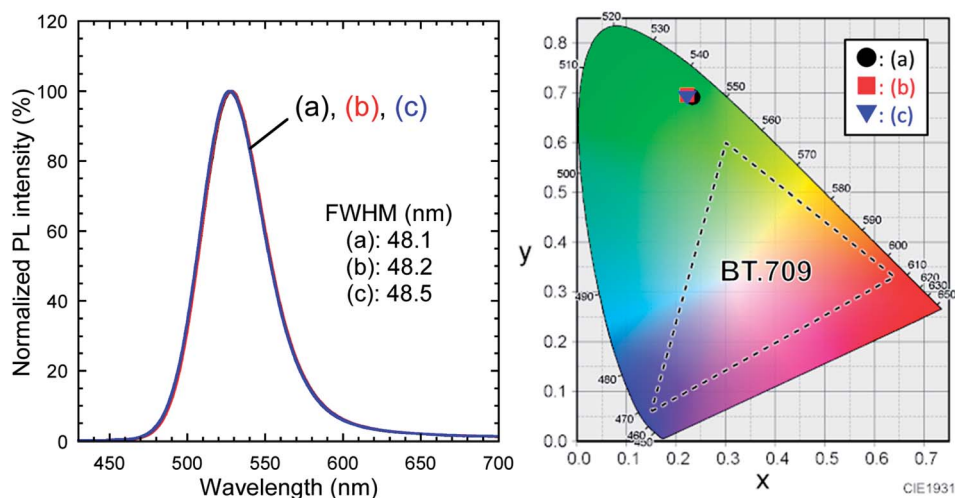 120
100
80
60
40
20
0
Normalized PL intensity (%)
(a), (b), (c)
FWHM (nm)
(a): 48.1
(b): 48.2
(c): 48.5
450 500 550 600 650 700
Wavelength (nm)
0.8
0.7
0.6
0.5
0.4
0.3
0.2
0.1
0.0
y
520
530
540
510
550
560
570
500
580
590
600
610
620
630
650
490
480
470
460
450
: (a)
: (b)
: (c)
BT.709
0.0 0.1 0.2 0.3 0.4 0.5 0.6 0.7
x
CIE1931